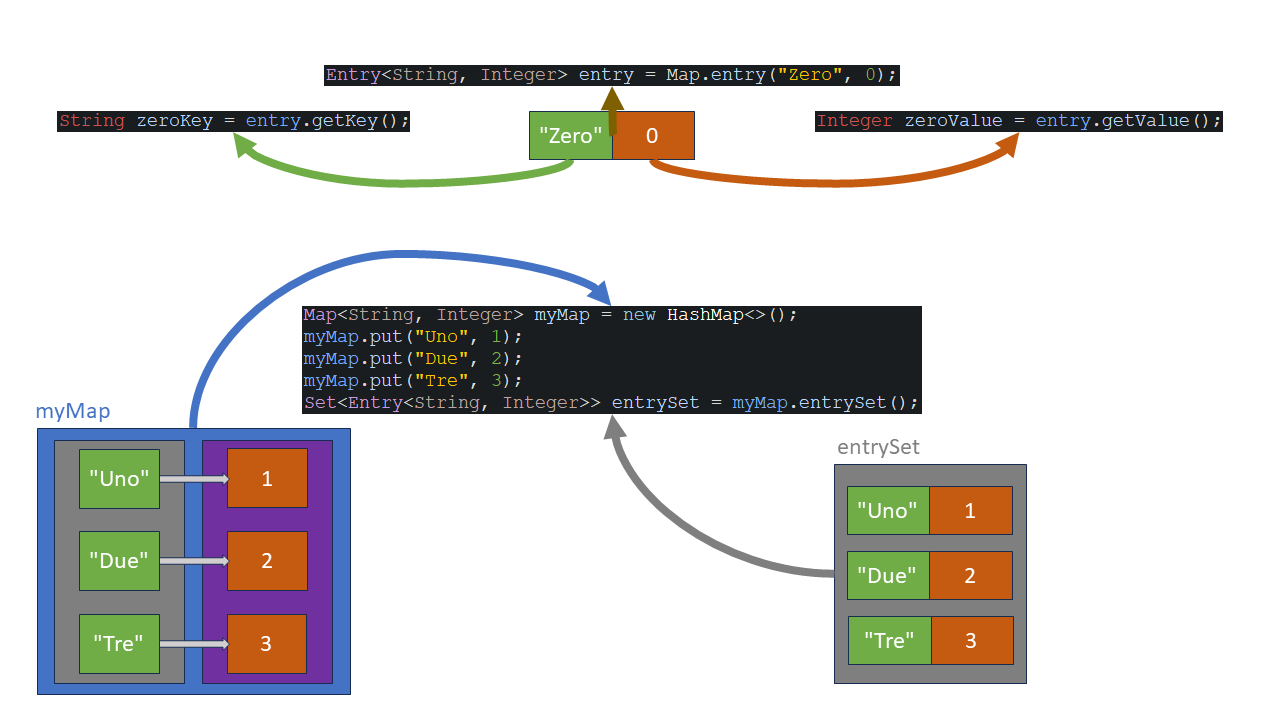 Entry<String, Integer> entry = Map.entry("Zero", 0);
String zeroKey = entry.getKey();
"Zero" 0
Integer zeroValue = entry.getValue();
Map<String, Integer> myMap = new HashMap<>();
myMap.put("Uno", 1);
myMap.put("Due", 2);
myMap.put("Tre", 3);
Set<Entry<String, Integer>> entrySet = myMap.entrySet();
myMap
"Uno" 1
"Due" 2
"Tre" 3
entrySet
"Uno" 1
"Due" 2
"Tre" 3